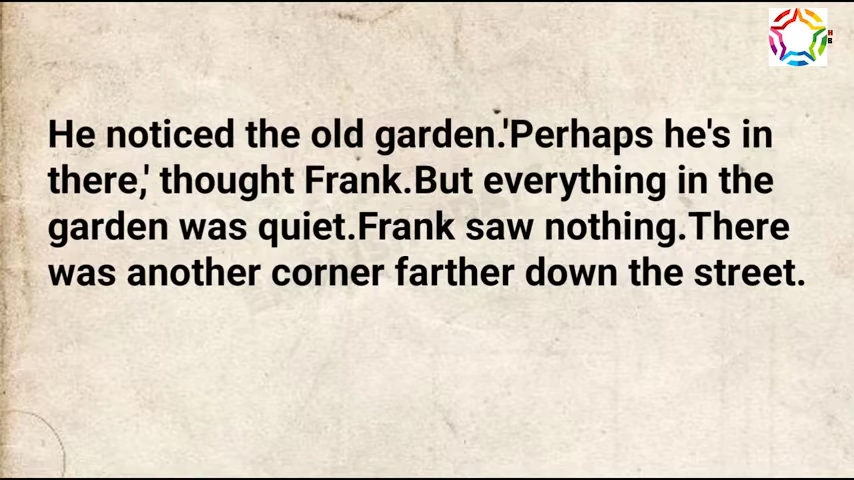 H
B
He noticed the old garden.'Perhaps he's in
there,' thought Frank.But everything in the
garden was quiet.Frank saw nothing.There
was another corner farther down the street.